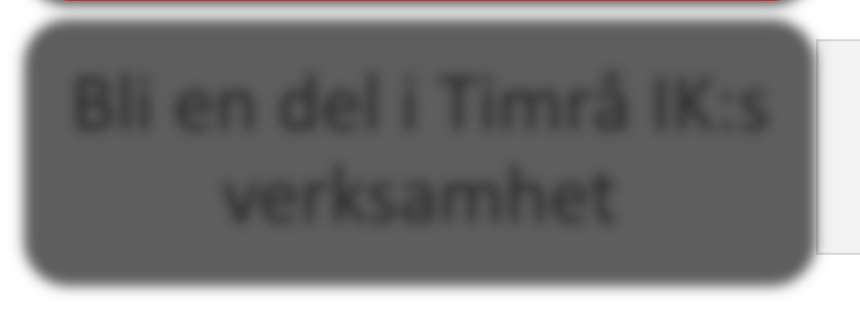 Bli en del i Timrå IK:s
verksamhet